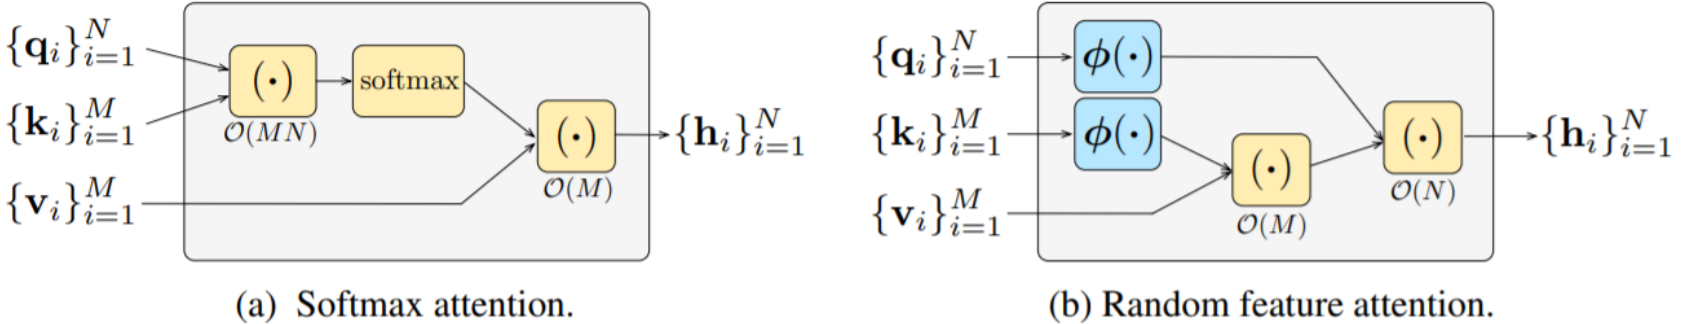 {q_i}_{i=1}^N
{k_i}_{i=1}^M
{v_i}_{i=1}^M
(·)
O(MN)
softmax
(·)
O(M)
{h_i}_{i=1}^N
(a) Softmax attention.
{q_i}_{i=1}^N
{k_i}_{i=1}^M
{v_i}_{i=1}^M
ϕ(·)
ϕ(·)
(·)
O(M)
(·)
O(N)
{h_i}_{i=1}^N
(b) Random feature attention.